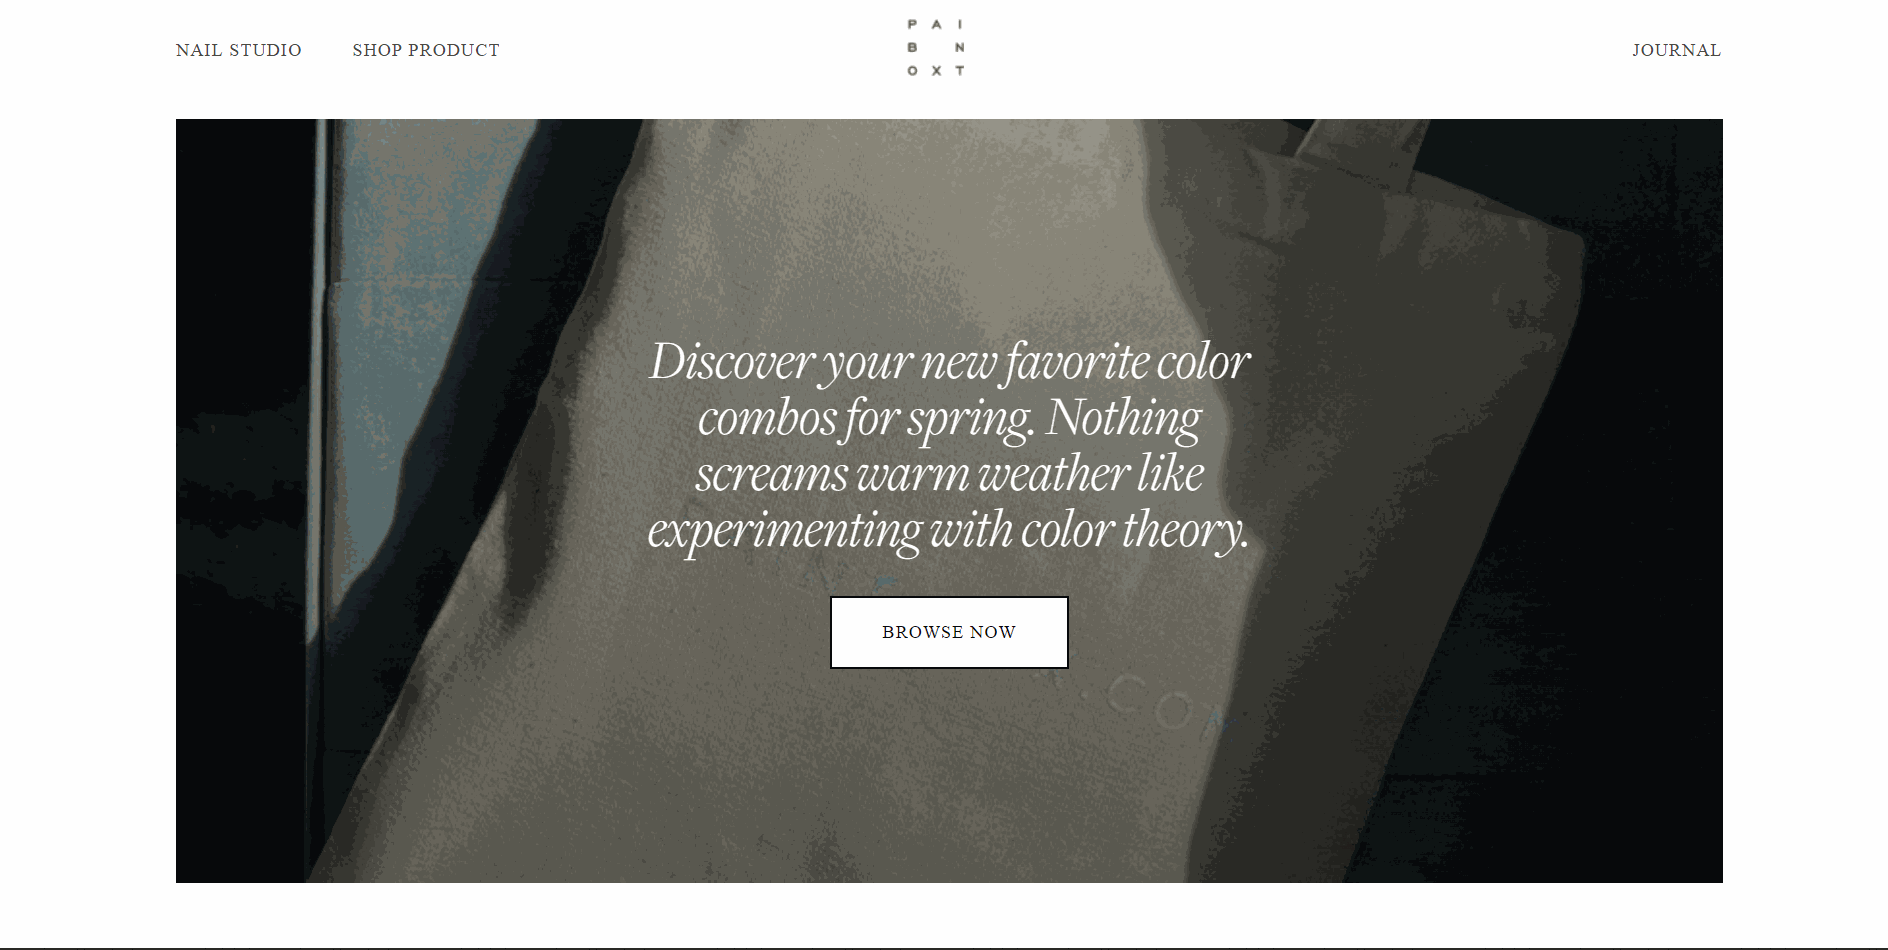 P A I
NAIL STUDIO SHOP PRODUCT B N JOURNAL
O X T
Discover your new favorite color
combos for spring. Nothing
screams warm weather like
experimenting with color theory.
BROWSE NOW
.CO